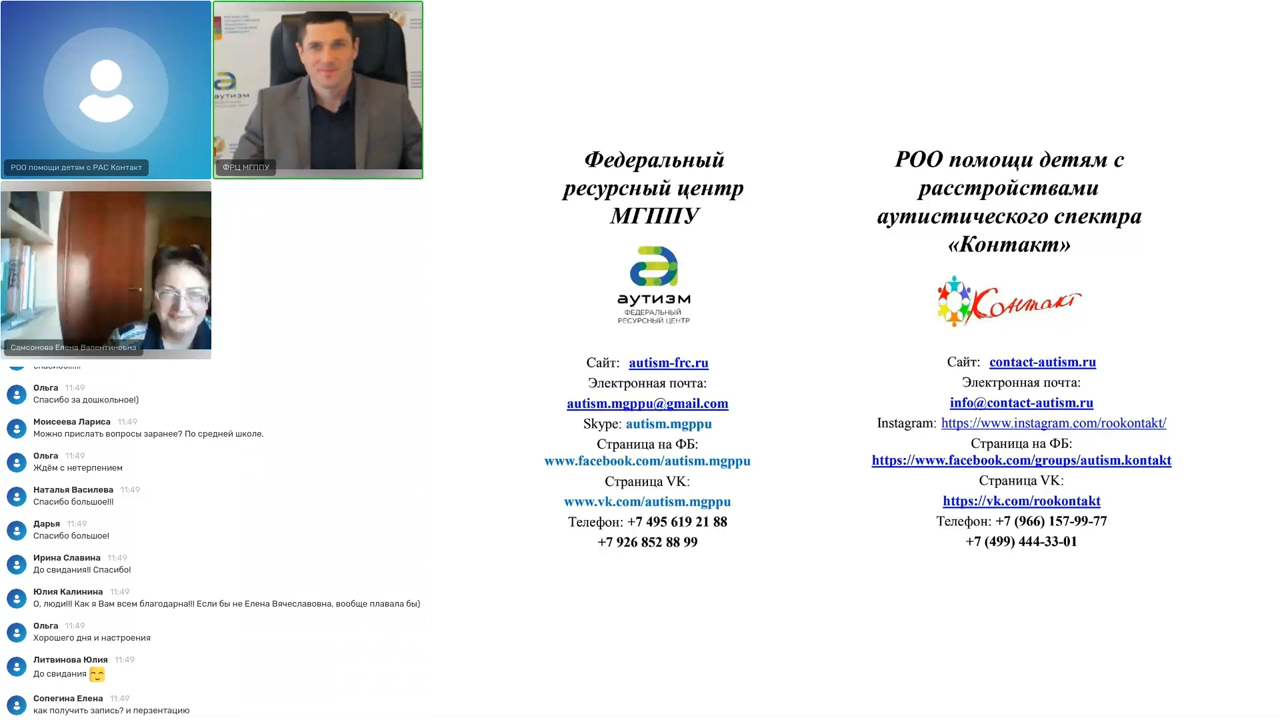 РОО помощи детям с РАС Контакт
аутизм
ФРЦ МГППУ
Самсонова Елена Валентиновна
спасибо!!!!!
Ольга 11:49
Спасибо за дошкольное!)
Моисеева Лариса 11:49
Можно прислать вопросы заранее? По средней школе.
Ольга 11:49
Ждём с нетерпением
Наталья Василева 11:49
Спасибо большое!!!
Дарья 11:49
Спасибо большое!
Ирина Славина 11:49
До свидания!! Спасибо!
Юлия Калинина 11:49
О, люди!!! Как я Вам всем благодарна!!! Если бы не Елена Вячеславовна, вообще плавала бы)
Ольга 11:49
Хорошего дня и настроения
Литвинова Юлия 11:49
До свидания
Сопегина Елена 11:49
как получить запись? и перзентацию
Федеральный
ресурсный центр
МГППУ
аутизм
ФЕДЕРАЛЬНЫЙ
РЕСУРСНЫЙ ЦЕНТР
Сайт: autism-frc.ru
Электронная почта:
autism.mgppu@gmail.com
Skype: autism.mgppu
Страница на ФБ:
www.facebook.com/autism.mgppu
Страница VK:
www.vk.com/autism.mgppu
Телефон: +7 495 619 21 88
+7 926 852 88 99
РОО помощи детям с
расстройствами
аутистического спектра
«Контакт»
Контакт
Сайт: contact-autism.ru
Электронная почта:
info@contact-autism.ru
Instagram: https://www.instagram.com/rookontakt/
Страница на ФБ:
https://www.facebook.com/groups/autism.kontakt
Страница VK:
https://vk.com/rookontakt
Телефон: +7 (966) 157-99-77
+7 (499) 444-33-01